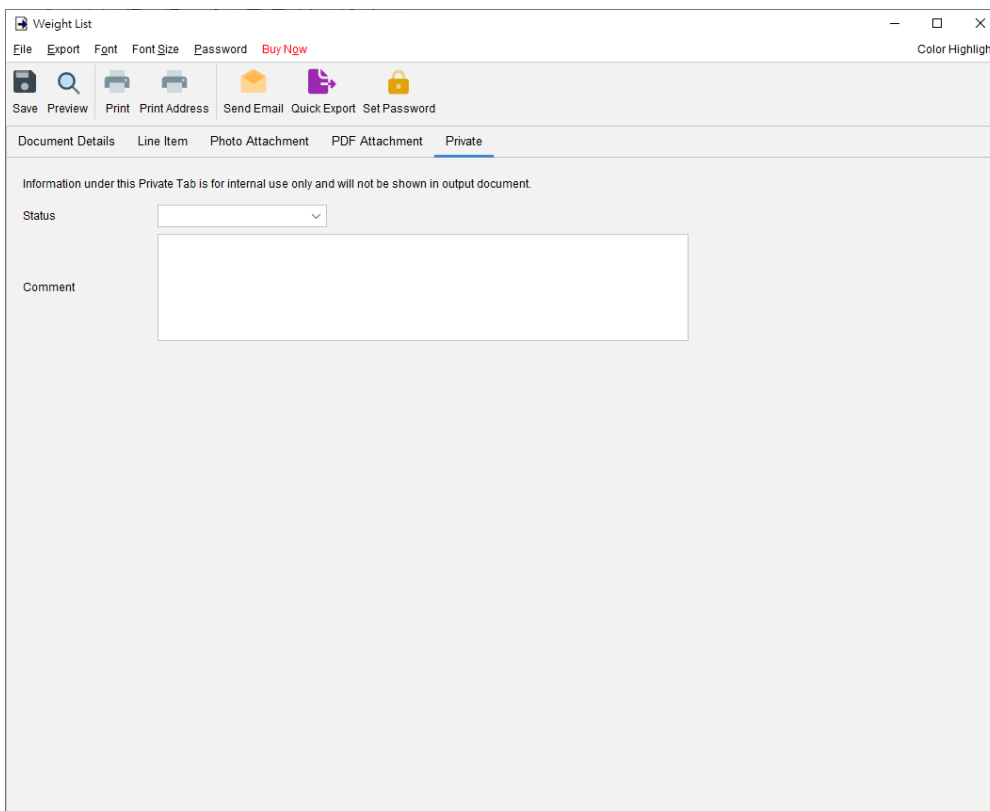 Weight List
File Export Font Font Size Password Buy Now Color Highligh
Save Preview Print Print Address Send Email Quick Export Set Password
Document Details Line Item Photo Attachment PDF Attachment Private
Information under this Private Tab is for internal use only and will not be shown in output document.
Status
Comment